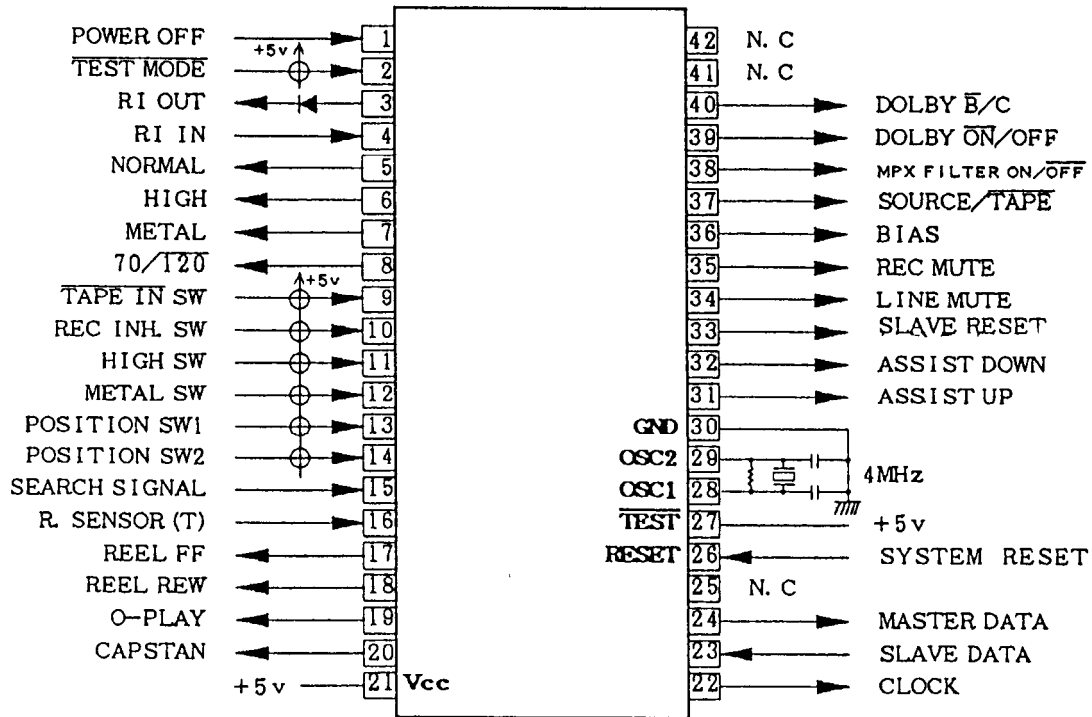 POWER OFF 1
+5v
TEST MODE 2
RI OUT 3
RI IN 4
NORMAL 5
HIGH 6
METAL 7
70/120 8
+5v
TAPE IN SW 9
REC INH. SW 10
HIGH SW 11
METAL SW 12
POSITION SW1 13
POSITION SW2 14
SEARCH SIGNAL 15
R. SENSOR (T) 16
REEL FF 17
REEL REW 18
O-PLAY 19
CAPSTAN 20
+5v 21 Vcc
42 N. C
41 N. C
40 DOLBY B/C
39 DOLBY ON/OFF
38 MPX FILTER ON/OFF
37 SOURCE/TAPE
36 BIAS
35 REC MUTE
34 LINE MUTE
33 SLAVE RESET
32 ASSIST DOWN
31 ASSIST UP
GND 30
OSC2 29
4MHz
OSC1 28
TEST 27 +5v
RESET 26 SYSTEM RESET
25 N. C
24 MASTER DATA
23 SLAVE DATA
22 CLOCK